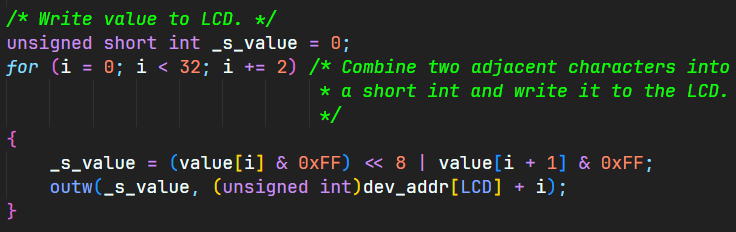 /* Write value to LCD. */
unsigned short int _s_value = 0;
for (i = 0; i < 32; i += 2) /* Combine two adjacent characters into
                             * a short int and write it to the LCD.
                             */
{
    _s_value = (value[i] & 0xFF) << 8 | value[i + 1] & 0xFF;
    outw(_s_value, (unsigned int)dev_addr[LCD] + i);
}